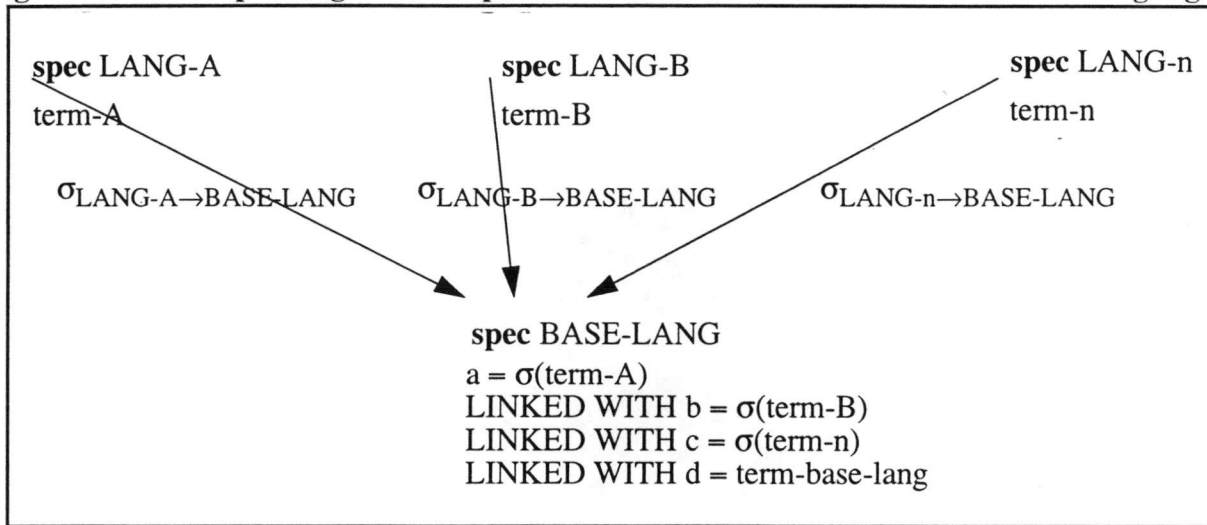 spec LANG-A
spec LANG-B
spec LANG-n
term-A
term-B
term-n
σLANG-A→BASE-LANG
σLANG-B→BASE-LANG
σLANG-n→BASE-LANG
spec BASE-LANG
a = σ(term-A)
LINKED WITH b = σ(term-B)
LINKED WITH c = σ(term-n)
LINKED WITH d = term-base-lang